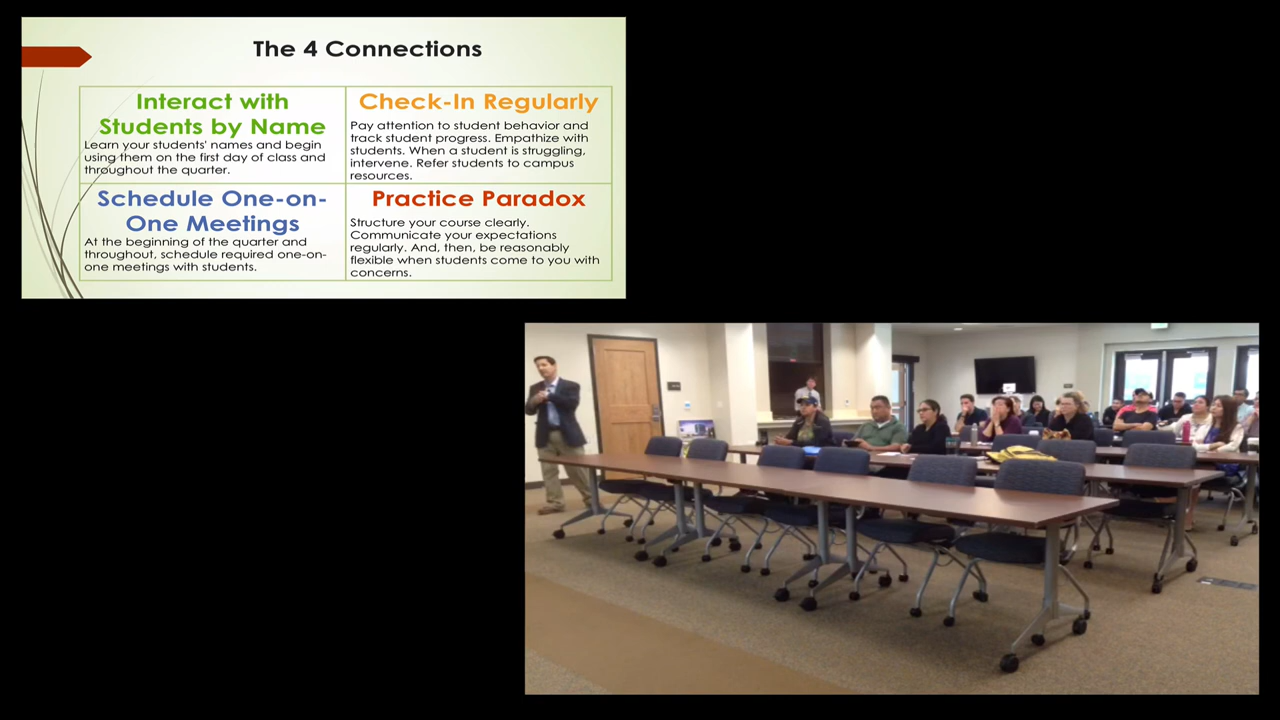 The 4 Connections
Interact with
Students by Name
Learn your students' names and begin
using them on the first day of class and
throughout the quarter.
Check-In Regularly
Pay attention to student behavior and
track student progress. Empathize with
students. When a student is struggling,
intervene. Refer students to campus
resources.
Schedule One-on-
One Meetings
At the beginning of the quarter and
throughout, schedule required one-on-
one meetings with students.
Practice Paradox
Structure your course clearly.
Communicate your expectations
regularly. And, then, be reasonably
flexible when students come to you with
concerns.